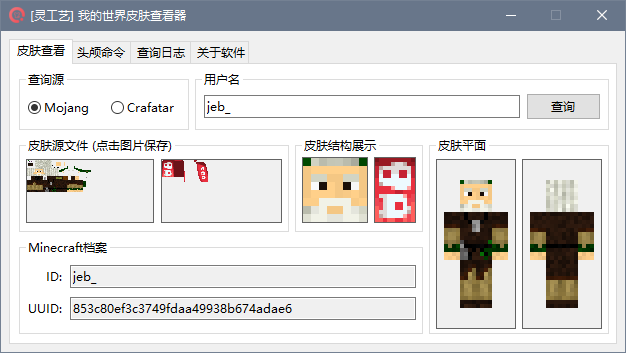 [灵工艺] 我的世界皮肤查看器
皮肤查看 头颅命令 查询日志 关于软件
查询源
Mojang Crafatar
用户名
jeb_ 查询
皮肤源文件 (点击图片保存)
皮肤结构展示
皮肤平面
Minecraft档案
ID: jeb_
UUID: 853c80ef3c3749fdaa49938b674adae6